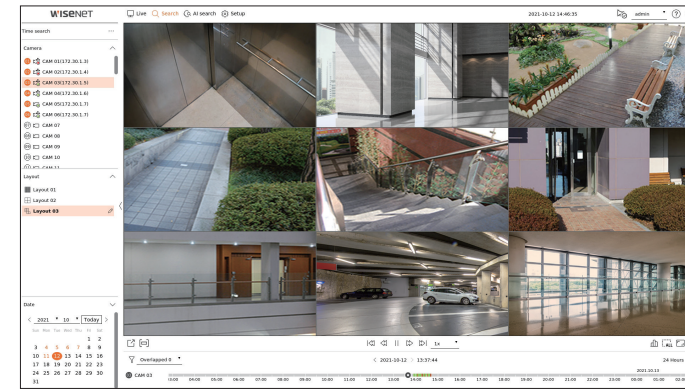 WISENET
Live Search AI search Setup
2021-10-12 14:46:35
admin
Time search
Camera
CAM 01(172.30.1.3)
CAM 02(172.30.1.4)
CAM 03(172.30.1.5)
CAM 04(172.30.1.6)
CAM 05(172.30.1.7)
CAM 06(172.30.1.7)
CAM 07
CAM 08
CAM 09
CAM 10
CAM 11
Layout
Layout 01
Layout 02
Layout 03
Date
< 2021 10 Today >
Sun Mon Tue Wed Thu Fri Sat
1 2
3 4 5 6 7 8 9
10 11 12 13 14 15 16
17 18 19 20 21 22 23
24 25 26 27 28 29 30
31
1x
ALL
Overlapped 0
< 2021-10-12 13:37:44
24 Hours
2021.10.13
CAM 03
03:00 04:00 05:00 06:00 07:00 08:00 09:00 10:00 11:00 12:00 13:00 14:00 15:00 16:00 17:00 18:00 19:00 20:00 21:00 22:00 23:00 00:00 01:00 02:00